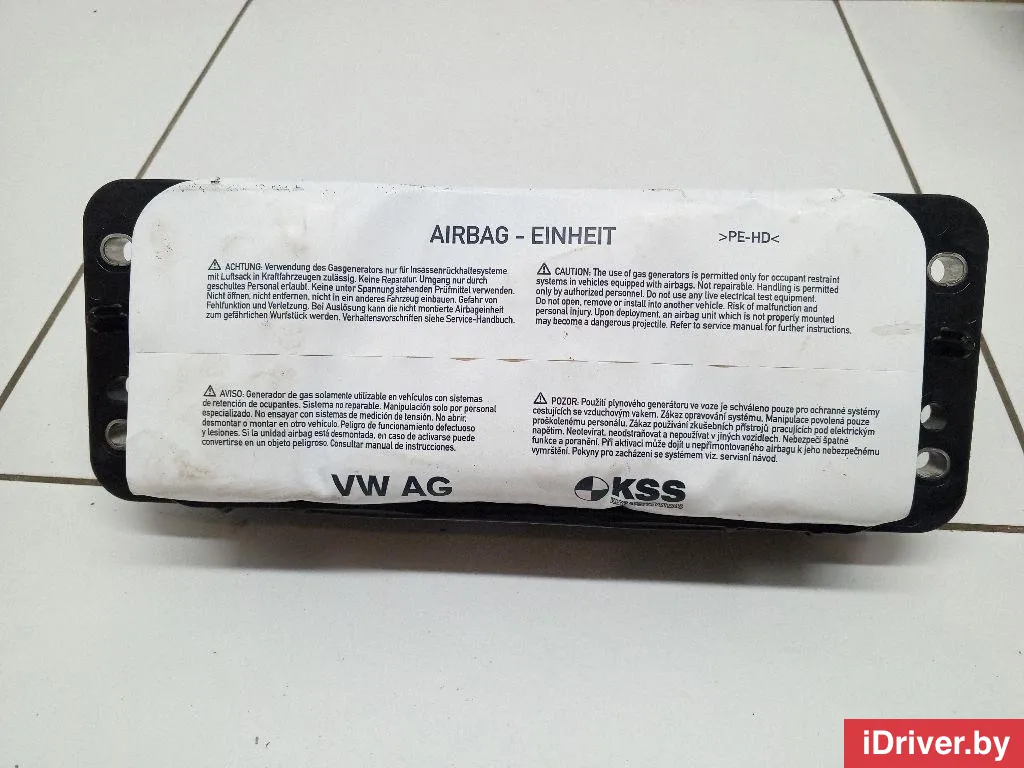 AIRBAG - EINHEIT
>PE-HD<
ACHTUNG: Verwendung des Gasgenerators nur für Insassenrückhaltesysteme
mit Luftsack in Kraftfahrzeugen zulässig. Keine Reparatur. Umgang nur durch
geschultes Personal erlaubt. Keine unter Spannung stehenden Prüfmittel verwenden.
Nicht öffnen, nicht entfernen, nicht in ein anderes Fahrzeug einbauen. Gefahr von
Fehlfunktion und Verletzung. Bei Auslösung kann die nicht montierte Airbageinheit
zum gefährlichen Wurfstück werden. Verhaltensvorschriften siehe Service-Handbuch.
CAUTION: The use of gas generators is permitted only for occupant restraint
systems in vehicles equipped with airbags. Not repairable. Handling is permitted
only by authorized personnel. Do not use any live electrical test equipment.
Do not open, remove or install into another vehicle. Risk of malfunction and
personal injury. Upon deployment, an airbag unit which is not properly mounted
may become a dangerous projectile. Refer to service manual for further instructions.
AVISO: Generador de gas solamente utilizable en vehículos con sistemas
de retención de ocupantes. Sistema no reparable. Manipulación solo por personal
especializado. No ensayar con sistemas de medición de tensión. No abrir,
desmontar o montar en otro vehículo. Peligro de funcionamiento defectuoso
y lesiones. Si la unidad airbag está desmontada, en caso de activarse puede
convertirse en un objeto peligroso. Consultar manual de instrucciones.
POZOR: Použití plynového generátoru ve voze je schváleno pouze pro ochranné systémy
cestujících se vzduchovým vakem. Zákaz opravování systému. Manipulace povolena pouze
proškolenému personálu. Zákaz používání zkušebních přístrojů pracujících pod elektrickým
napětím. Neotevírat, neodstraňovat a nepoužívat v jiných vozidlech. Nebezpečí špatné
funkce a poranění. Při aktivaci může dojít u nepřimontovaného airbagu k jeho nebezpečnému
vymrštění. Pokyny pro zacházení se systémem viz. servisní návod.
VW AG
KSS
iDriver.by